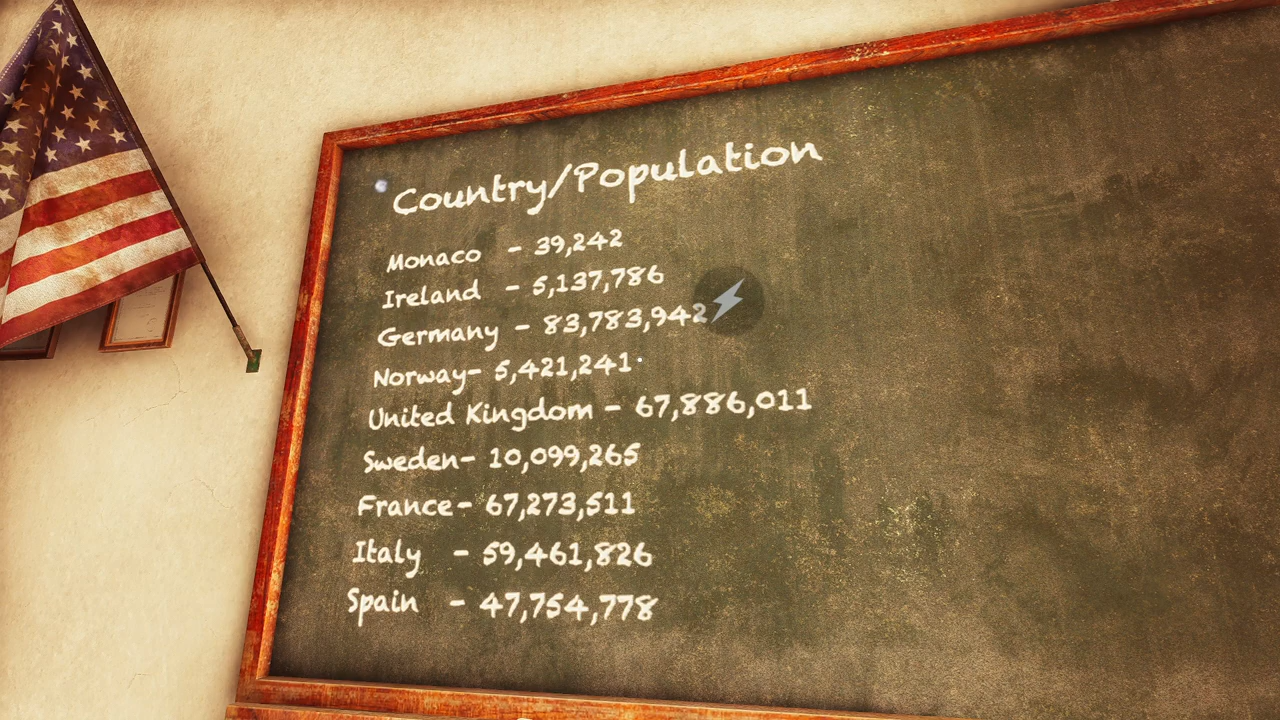 Country/Population
Monaco - 39,242
Ireland - 5,137,786
Germany - 83,783,942
Norway- 5,421,241
United Kingdom - 67,886,011
Sweden- 10,099,265
France- 67,273,511
Italy - 59,461,826
Spain - 47,754,778